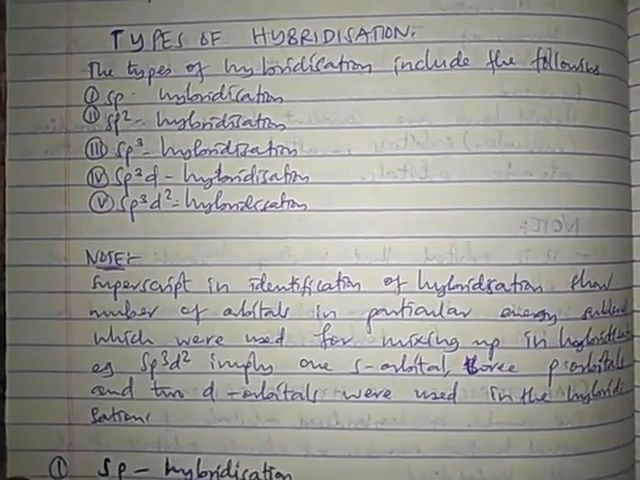 TYPES OF HYBRIDISATION.
The types of hybridisation include the following
(I) sp - hybridisation
(II) sp² - hybridisation
(III) sp³ - hybridisation
(IV) sp³d - hybridisation
(V) sp³d² - hybridisation
NOTE:-
Superscript in identification of hybridisation show
number of orbitals in particular energy sublevel
which were used for mixing up in hybridisation
eg sp³d² imply one s-orbital, three p-orbitals
and two d-orbitals were used in the hybridi
sation.
(I) sp - hybridisation
NOTE:-